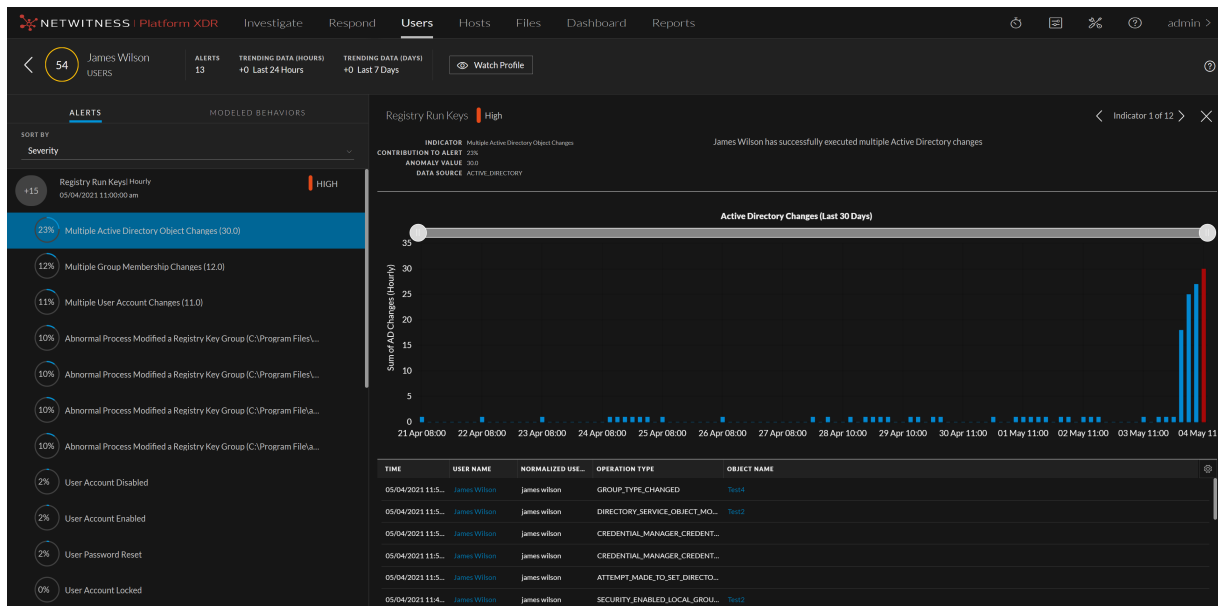 NETWITNESS | Platform XDR Investigate Respond Users Hosts Files Dashboard Reports admin >
54 James Wilson
USERS
ALERTS
13
TRENDING DATA (HOURS)
+0 Last 24 Hours
TRENDING DATA (DAYS)
+0 Last 7 Days
Watch Profile
ALERTS MODELED BEHAVIORS
SORT BY
Severity
+15 Registry Run Keys| Hourly HIGH
05/04/2021 11:00:00 am
23% Multiple Active Directory Object Changes (30.0)
12% Multiple Group Membership Changes (12.0)
11% Multiple User Account Changes (11.0)
10% Abnormal Process Modified a Registry Key Group (C:\Program Files\...
10% Abnormal Process Modified a Registry Key Group (C:\Program Files\...
10% Abnormal Process Modified a Registry Key Group (C:\Program File\a...
10% Abnormal Process Modified a Registry Key Group (C:\Program File\a...
2% User Account Disabled
2% User Account Enabled
2% User Password Reset
0% User Account Locked
Registry Run Keys High
Indicator 1 of 12
INDICATOR Multiple Active Directory Object Changes
CONTRIBUTION TO ALERT 23%
ANOMALY VALUE 30.0
DATA SOURCE ACTIVE_DIRECTORY
James Wilson has successfully executed multiple Active Directory changes
Active Directory Changes (Last 30 Days)
Sum of AD Changes (Hourly)
35
30
25
20
15
10
5
0
21 Apr 08:00 22 Apr 08:00 23 Apr 08:00 24 Apr 08:00 25 Apr 08:00 26 Apr 08:00 27 Apr 08:00 28 Apr 10:00 29 Apr 10:00 30 Apr 11:00 01 May 11:00 02 May 11:00 03 May 11:00 04 May 11
TIME USER NAME NORMALIZED USE... OPERATION TYPE OBJECT NAME
05/04/2021 11:5... James Wilson james wilson GROUP_TYPE_CHANGED Test4
05/04/2021 11:5... James Wilson james wilson DIRECTORY_SERVICE_OBJECT_MO... Test2
05/04/2021 11:5... James Wilson james wilson CREDENTIAL_MANAGER_CREDENT...
05/04/2021 11:5... James Wilson james wilson CREDENTIAL_MANAGER_CREDENT...
05/04/2021 11:5... James Wilson james wilson ATTEMPT_MADE_TO_SET_DIRECTO...
05/04/2021 11:4... James Wilson james wilson SECURITY_ENABLED_LOCAL_GROU... Test2